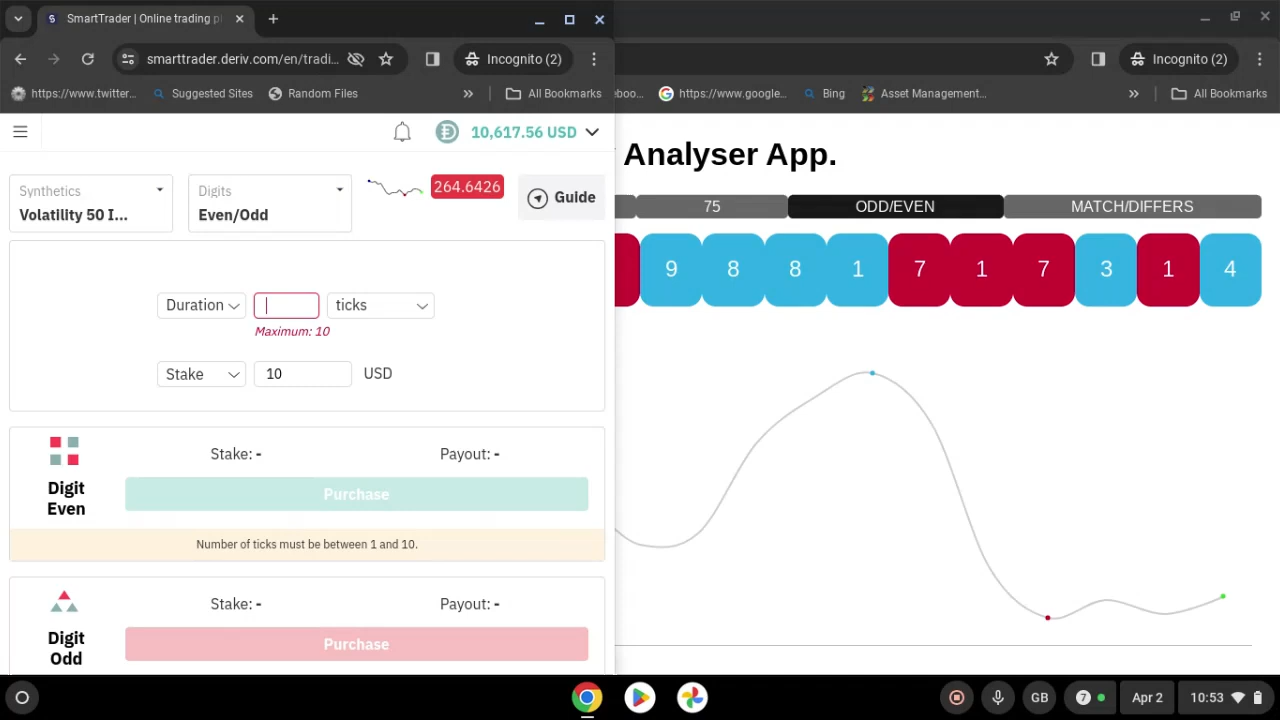 SmartTrader | Online trading pl
smarttrader.deriv.com/en/tradi...
Incognito (2)
Incognito (2)
https://www.twitter...
Suggested Sites
Random Files
»
All Bookmarks
boo...
https://www.google...
Bing
Asset Management...
»
All Bookmarks
10,617.56 USD
Analyser App.
Synthetics
Volatility 50 I...
Digits
Even/Odd
264.6426
Guide
75
ODD/EVEN
MATCH/DIFFERS
9 8 8 1 7 1 7 3 1 4
Duration
ticks
Maximum: 10
Stake
10
USD
Digit
Even
Stake: -
Payout: -
Purchase
Number of ticks must be between 1 and 10.
Digit
Odd
Stake: -
Payout: -
Purchase
GB
7
Apr 2
10:53